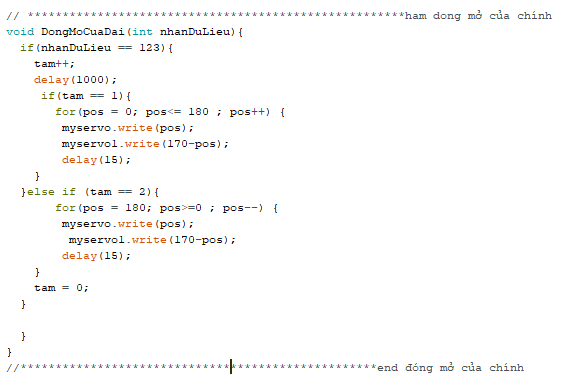 // ******************************************************ham dong mở của chính
void DongMoCuaDai(int nhanDuLieu){
if(nhanDuLieu == 123){
tam++;
delay(1000);
if(tam == 1){
for(pos = 0; pos<= 180 ; pos++) {
myservo.write(pos);
myservo1.write(170-pos);
delay(15);
}
}else if (tam == 2){
for(pos = 180; pos>=0 ; pos--) {
myservo.write(pos);
myservo1.write(170-pos);
delay(15);
}
tam = 0;
}
}
}
//***************************************************end đóng mở của chính